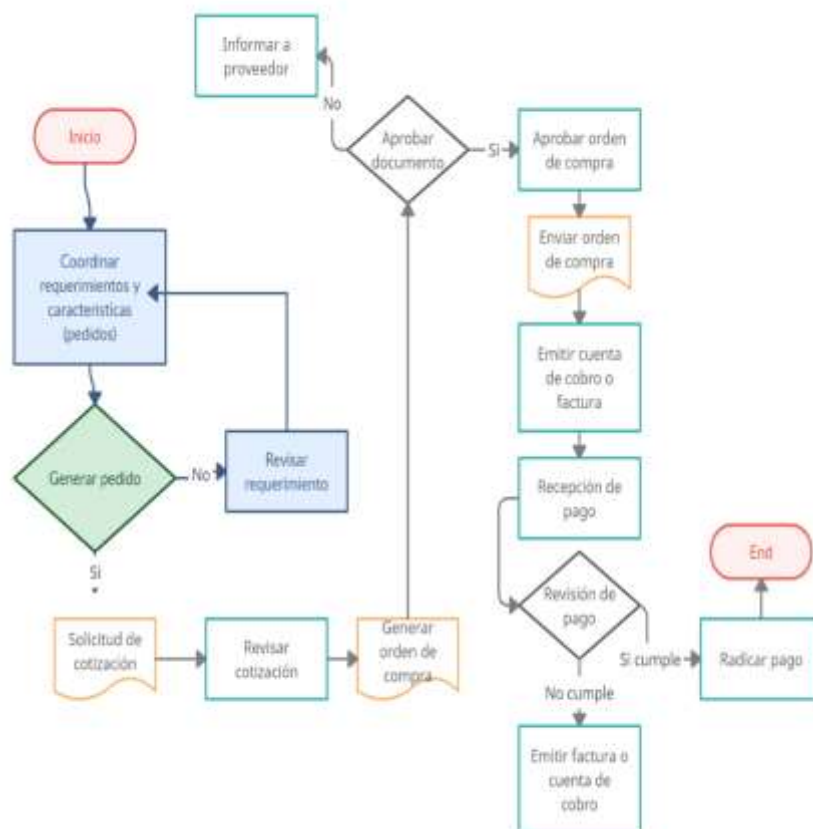 Inicio
Coordinar
requerimientos y
características
(pedidos)
Generar pedido
No
Revisar
requerimiento
Si
Solicitud de
cotización
Revisar
cotización
Generar
orden de
compra
Aprobar
documento
No
Informar a
proveedor
Si
Aprobar orden
de compra
Enviar orden
de compra
Emitir cuenta
de cobro o
factura
Recepción de
pago
Revisión de
pago
Si cumple
Radicar pago
End
No cumple
Emitir factura o
cuenta de
cobro